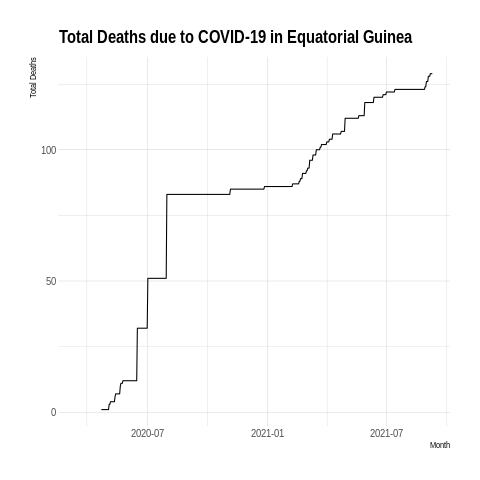 Total Deaths due to COVID-19 in Equatorial Guinea
Total Deaths
100
50
0
2020-07
2021-01
2021-07
Month